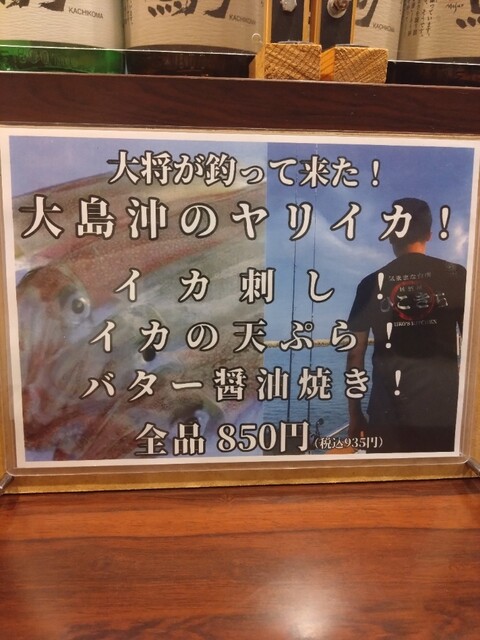 KACHIKOMA
KACHIKOMA
大将が釣って来た！
大島沖のヤリイカ！
イカ刺し！
イカの天ぷら！
バター醤油焼き！
全品 850円（税込935円）